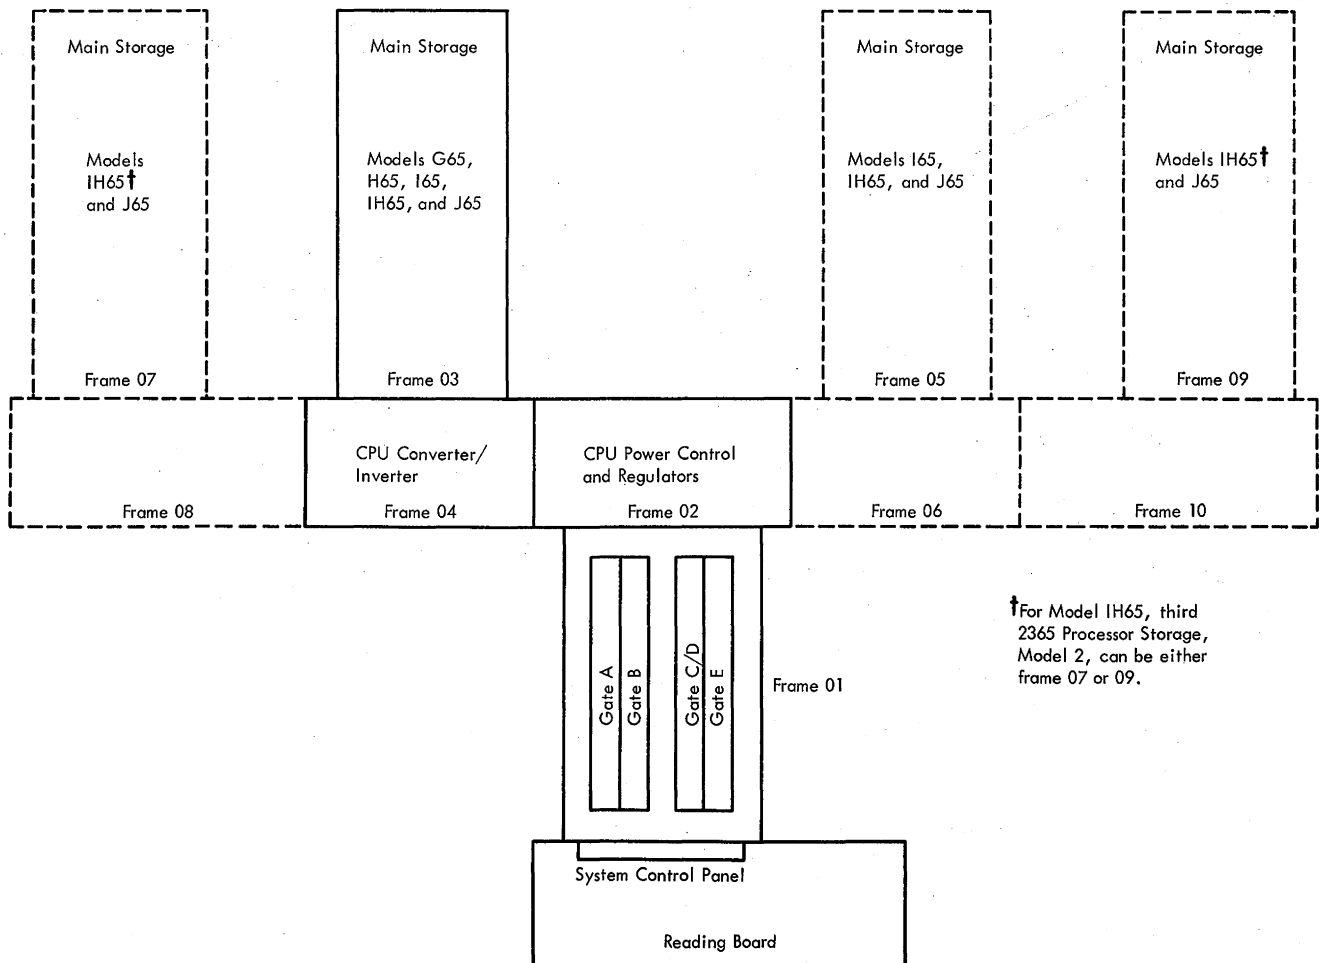 Main Storage
Models
IH65†
and J65
Frame 07
Main Storage
Models G65,
H65, I65,
IH65, and J65
Frame 03
Main Storage
Models I65,
IH65, and J65
Frame 05
Main Storage
Models IH65†
and J65
Frame 09
Frame 08
CPU Converter/
Inverter
Frame 04
CPU Power Control
and Regulators
Frame 02
Frame 06
Frame 10
Gate A
Gate B
Gate C/D
Gate E
Frame 01
†For Model IH65, third
2365 Processor Storage,
Model 2, can be either
frame 07 or 09.
System Control Panel
Reading Board